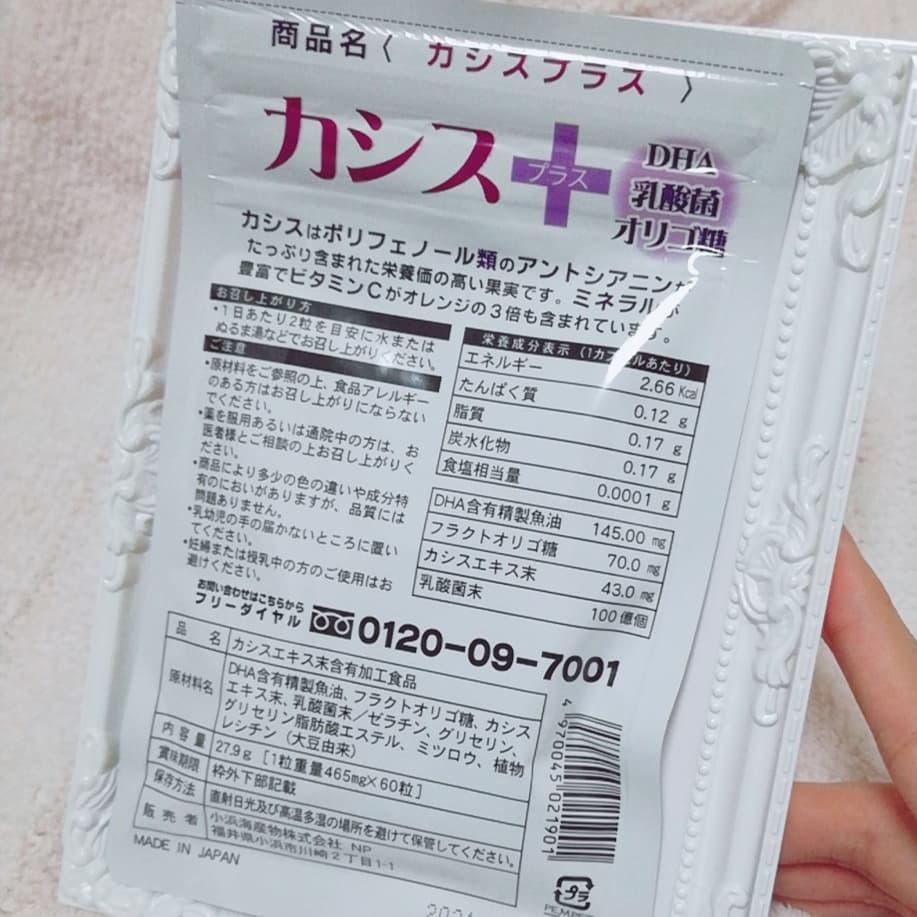 商品名〈 カシスプラス 〉
カシス
プラス
DHA
乳酸菌
オリゴ糖
カシスはポリフェノール類のアントシアニンが
たっぷり含まれた栄養価の高い果実です。ミネラルが
豊富でビタミンCがオレンジの3倍も含まれています。
お召し上がり方
・1日あたり2粒を目安に水または
ぬるま湯などでお召し上がりください。
ご注意
・原材料をご参照の上、食品アレルギー
のある方はお召し上がりにならない
でください。
・薬を服用あるいは通院中の方は、お
医者様とご相談の上お召し上がりく
ださい。
・商品により多少の色の違いや成分特
有のにおいがありますが、品質には
問題ありません。
・乳幼児の手の届かないところに置い
てください。
・妊婦または授乳中の方のご使用はお
避けください。
栄養成分表示(1カプセルあたり)
エネルギー 2.66 Kcal
たんぱく質 0.12 g
脂質 0.17 g
炭水化物 0.17 g
食塩相当量 0.0001 g
DHA含有精製魚油 145.00 mg
フラクトオリゴ糖 70.0 mg
カシスエキス末 43.0 mg
乳酸菌末 100億個
お問い合わせはこちらから
フリーダイヤル 0120-09-7001
品名 カシスエキス末含有加工食品
原材料名 DHA含有精製魚油、フラクトオリゴ糖、カシス
エキス末、乳酸菌末/ゼラチン、グリセリン、
グリセリン脂肪酸エステル、ミツロウ、植物
レシチン(大豆由来)
内容量 27.9g [1粒重量465mg×60粒]
賞味期限 枠外下部記載
保存方法 直射日光及び高温多湿の場所を避けて保管してください。
販売者 小浜海産物株式会社 NP
福井県小浜市川崎2丁目1-1
MADE IN JAPAN
4 970045 021901
プラ